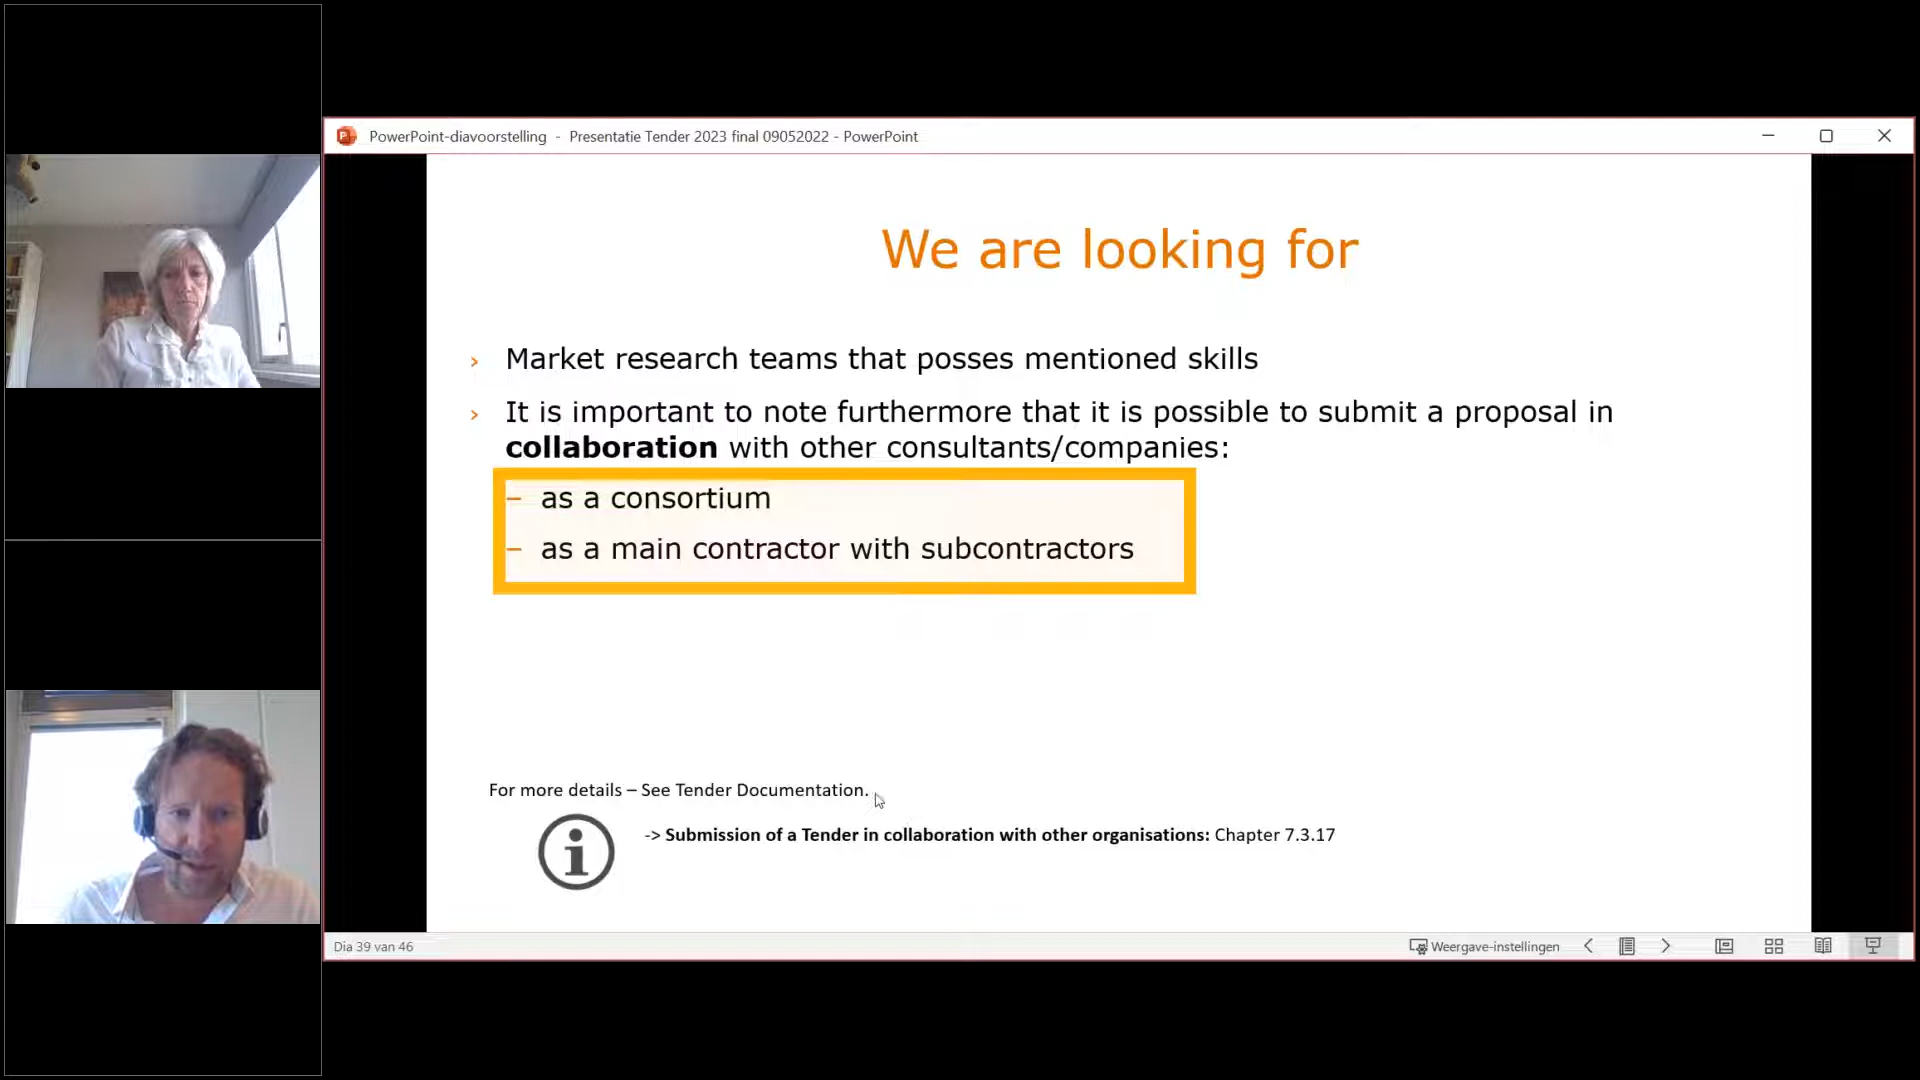 PowerPoint-diavoorstelling - Presentatie Tender 2023 final 09052022 - PowerPoint
We are looking for
› Market research teams that posses mentioned skills
› It is important to note furthermore that it is possible to submit a proposal in
collaboration with other consultants/companies:
– as a consortium
– as a main contractor with subcontractors
For more details – See Tender Documentation.
-> Submission of a Tender in collaboration with other organisations: Chapter 7.3.17
Dia 39 van 46
Weergave-instellingen